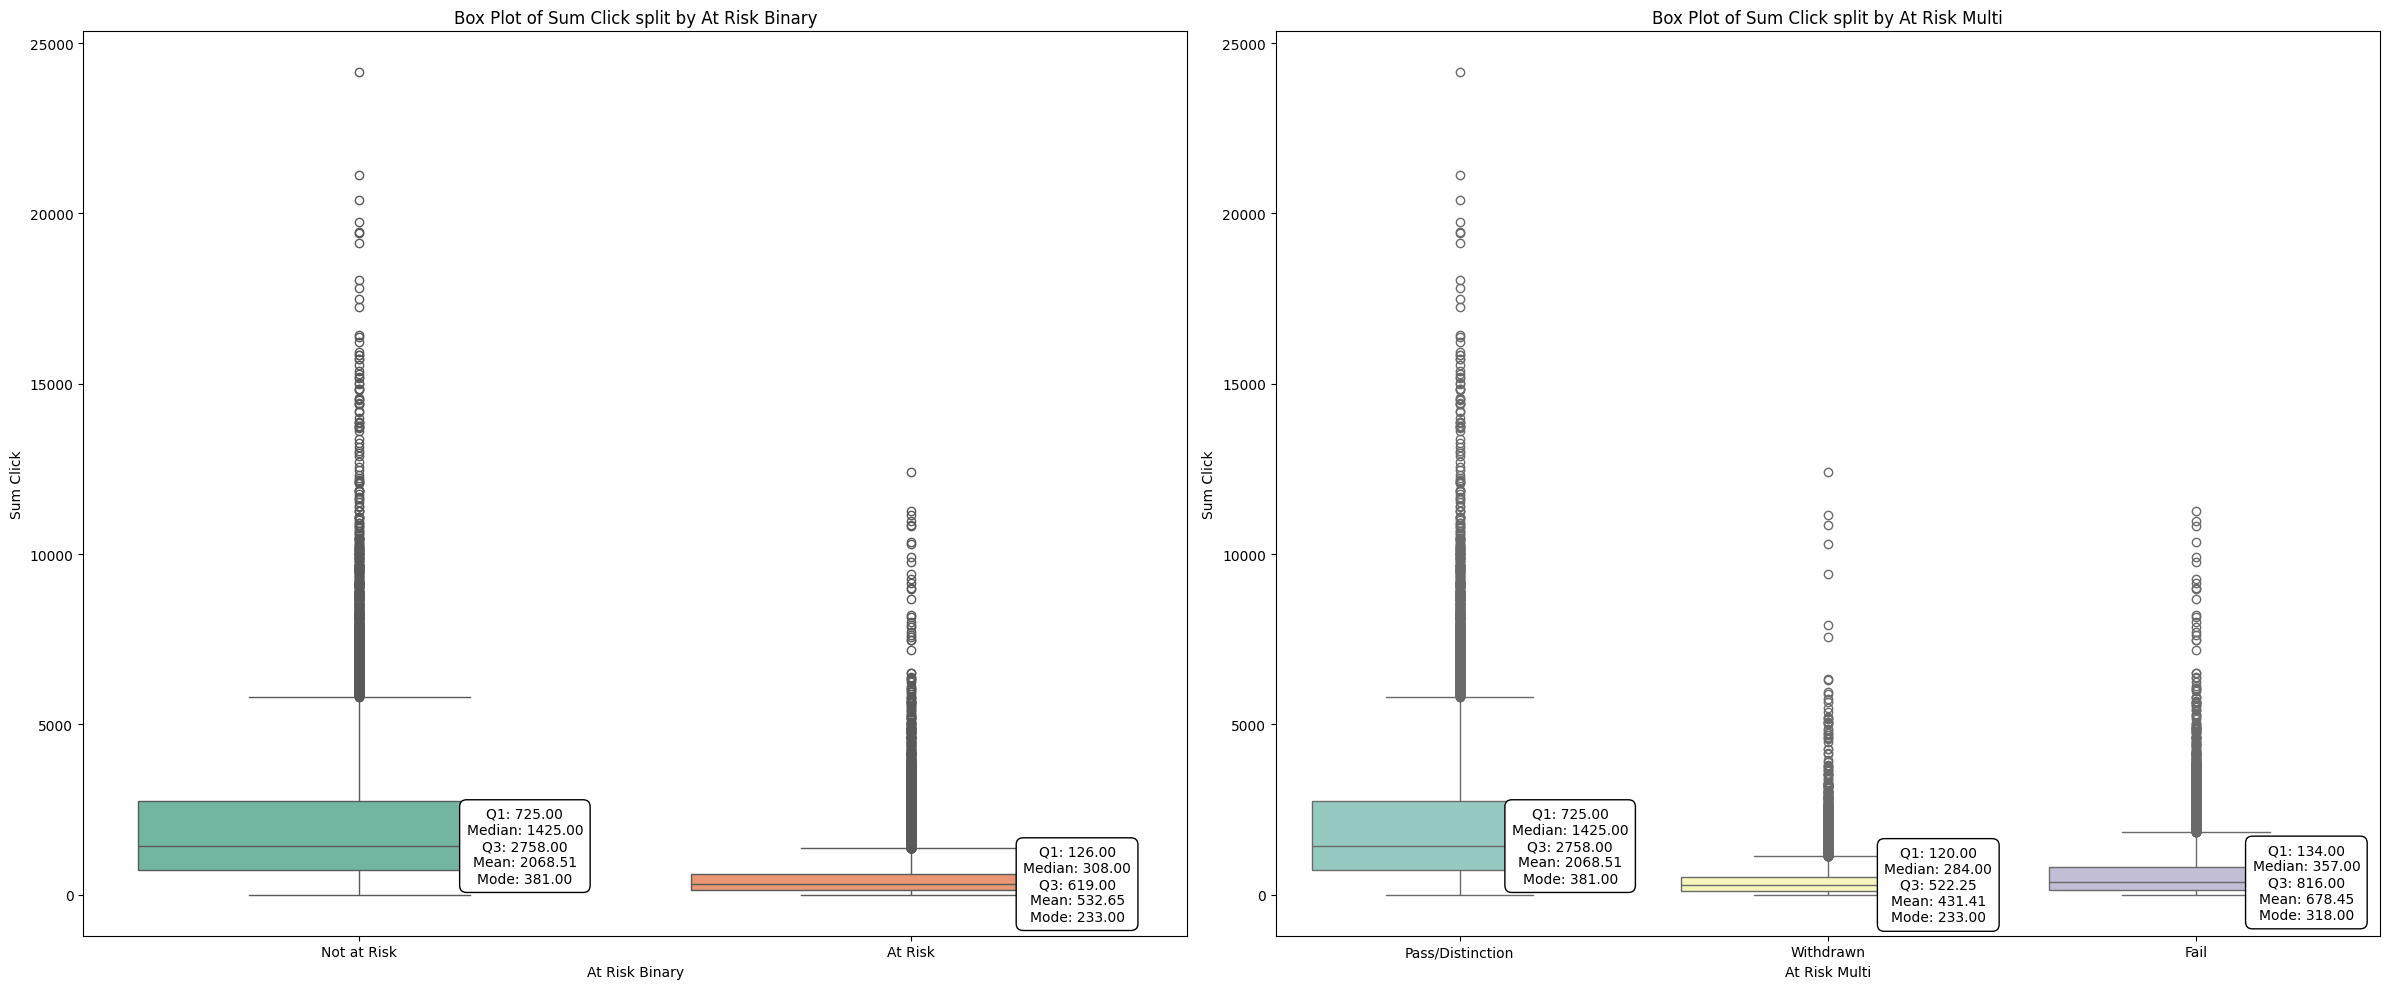 Box Plot of Sum Click split by At Risk Binary
25000
20000
15000
10000
5000
0
Sum Click
Q1: 725.00
Median: 1425.00
Q3: 2758.00
Mean: 2068.51
Mode: 381.00
Q1: 126.00
Median: 308.00
Q3: 619.00
Mean: 532.65
Mode: 233.00
Not at Risk
At Risk
At Risk Binary
Box Plot of Sum Click split by At Risk Multi
25000
20000
15000
10000
5000
0
Sum Click
Q1: 725.00
Median: 1425.00
Q3: 2758.00
Mean: 2068.51
Mode: 381.00
Q1: 120.00
Median: 284.00
Q3: 522.25
Mean: 431.41
Mode: 233.00
Q1: 134.00
Median: 357.00
Q3: 816.00
Mean: 678.45
Mode: 318.00
Pass/Distinction
Withdrawn
Fail
At Risk Multi